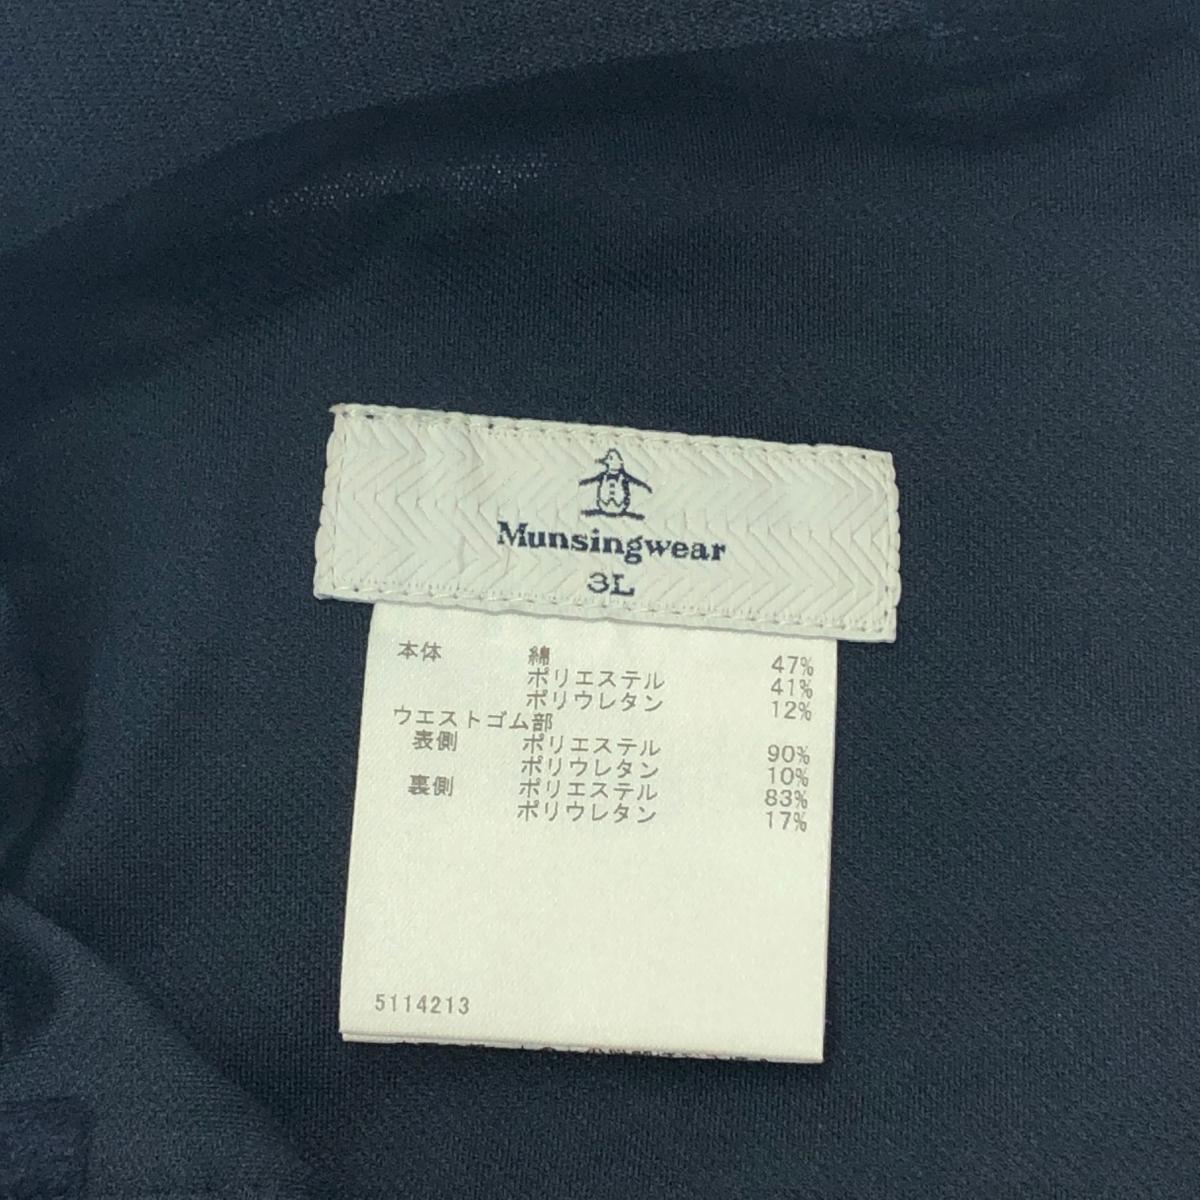 Munsingwear
3L
本体 綿 47%
ポリエステル 41%
ポリウレタン 12%
ウエストゴム部
表側 ポリエステル 90%
ポリウレタン 10%
裏側 ポリエステル 83%
ポリウレタン 17%
5114213